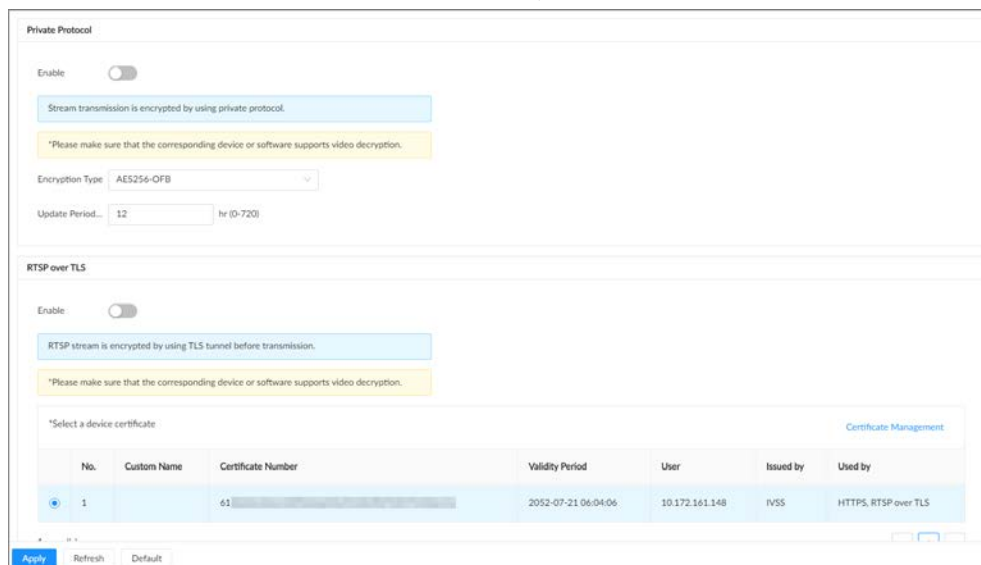 Private Protocol
Enable
Stream transmission is encrypted by using private protocol.
*Please make sure that the corresponding device or software supports video decryption.
Encryption Type AES256-OFB
Update Period... 12 hr (0-720)
RTSP over TLS
Enable
RTSP stream is encrypted by using TLS tunnel before transmission.
*Please make sure that the corresponding device or software supports video decryption.
*Select a device certificate Certificate Management
No. Custom Name Certificate Number Validity Period User Issued by Used by
1 61 2052-07-21 06:04:06 10.172.161.148 IVSS HTTPS, RTSP over TLS
Apply Refresh Default